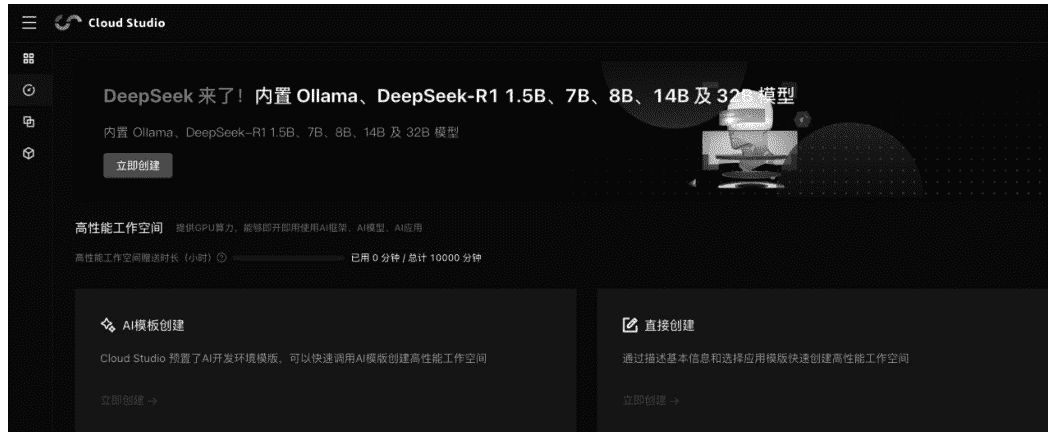 Cloud Studio
DeepSeek 来了！内置 Ollama、DeepSeek-R1 1.5B、7B、8B、14B 及 32B 模型
内置 Ollama、DeepSeek-R1 1.5B、7B、8B、14B 及 32B 模型
立即创建
高性能工作空间 提供GPU算力，能够即开即用使用AI框架、AI模型、AI应用
高性能工作空间赠送时长（小时） 已用 0 分钟 / 总计 10000 分钟
AI模板创建
Cloud Studio 预置了AI开发环境模版，可以快速调用AI模版创建高性能工作空间
立即创建 →
直接创建
通过描述基本信息和选择应用模版快速创建高性能工作空间
立即创建 →